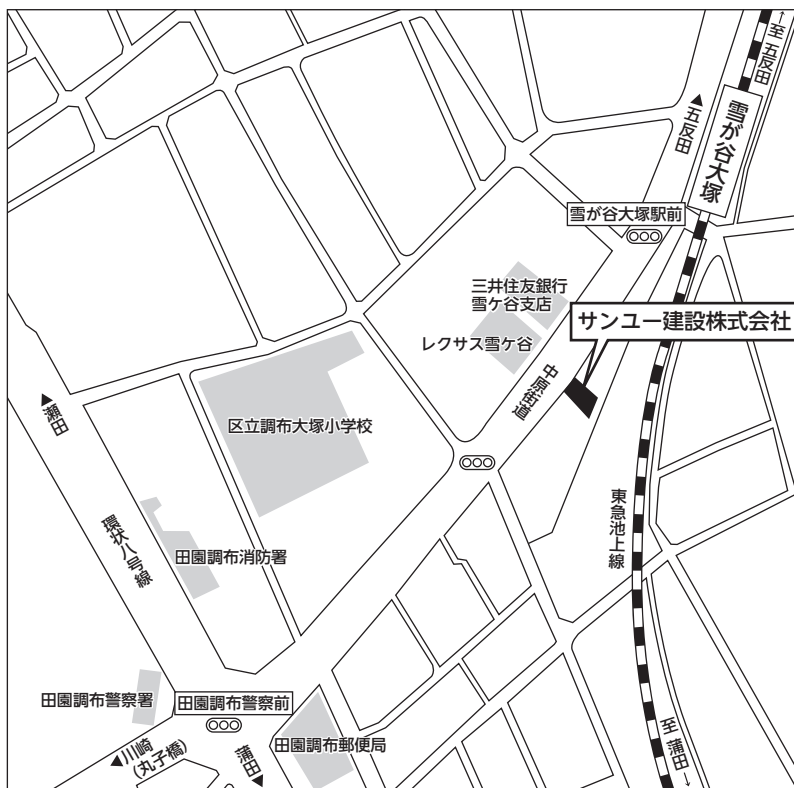 ←至 五反田
雪が谷大塚
▲五反田
雪が谷大塚駅前
三井住友銀行
雪ケ谷支店
サンユー建設株式会社
レクサス雪ケ谷
中原街道
▲瀬田
区立調布大塚小学校
東急池上線
環状八号線
田園調布消防署
田園調布警察署
田園調布警察前
田園調布郵便局
▲川崎
(丸子橋)
蒲田▼
至 蒲田→